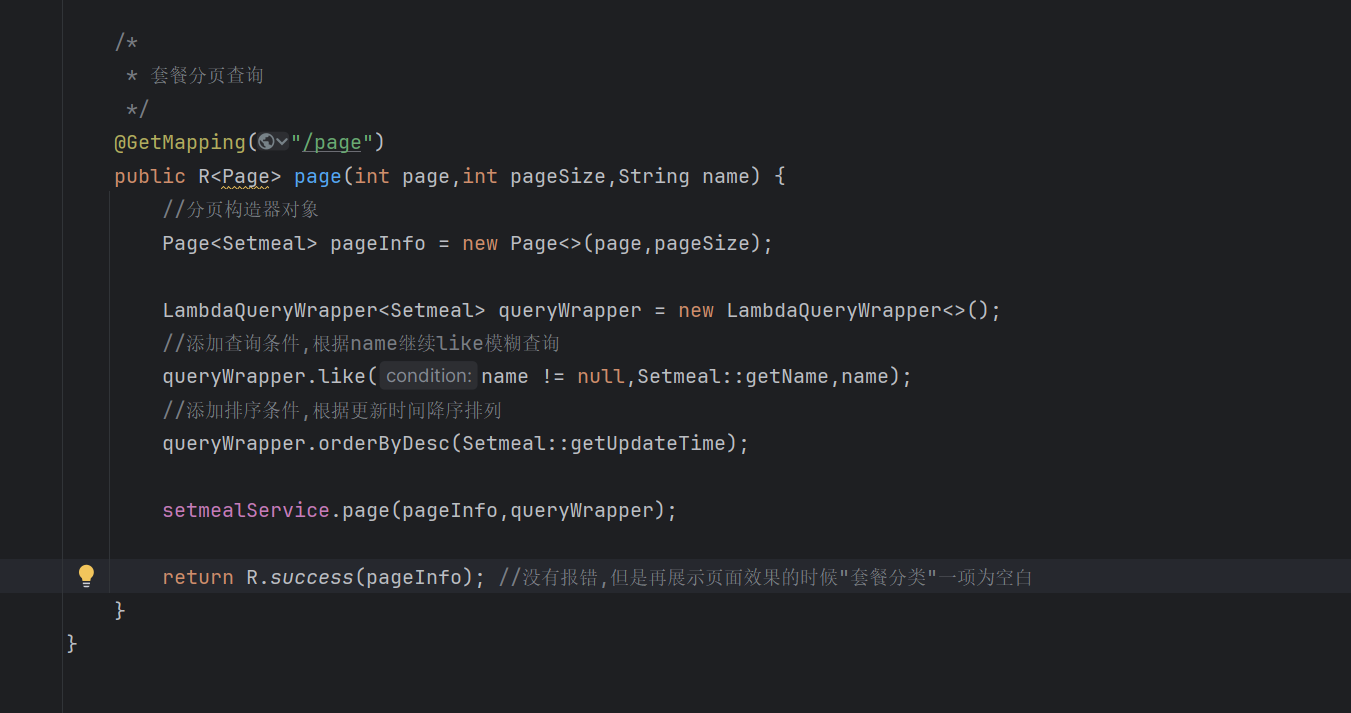 /*
* 套餐分页查询
*/
@GetMapping("/page")
public R<Page> page(int page,int pageSize,String name) {
//分页构造器对象
Page<Setmeal> pageInfo = new Page<>(page,pageSize);
LambdaQueryWrapper<Setmeal> queryWrapper = new LambdaQueryWrapper<>();
//添加查询条件,根据name继续like模糊查询
queryWrapper.like( condition: name != null,Setmeal::getName,name);
//添加排序条件,根据更新时间降序排列
queryWrapper.orderByDesc(Setmeal::getUpdateTime);
setmealService.page(pageInfo,queryWrapper);
return R.success(pageInfo); //没有报错,但是再展示页面效果的时候"套餐分类"一项为空白
}
}